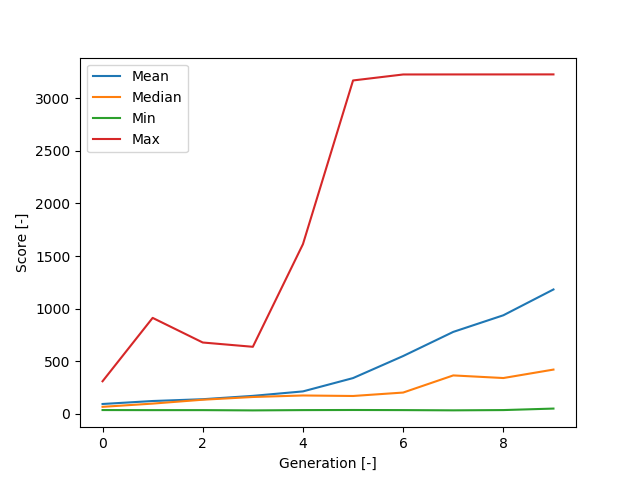 Mean
Median
Min
Max
3000
2500
2000
1500
1000
500
0
Score [-]
0 2 4 6 8
Generation [-]